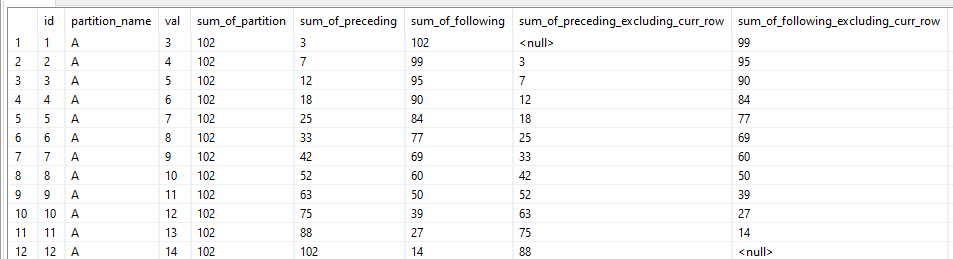 id partition_name val sum_of_partition sum_of_preceding sum_of_following sum_of_preceding_excluding_curr_row sum_of_following_excluding_curr_row
1 1 A 3 102 3 102 <null> 99
2 2 A 4 102 7 99 3 95
3 3 A 5 102 12 95 7 90
4 4 A 6 102 18 90 12 84
5 5 A 7 102 25 84 18 77
6 6 A 8 102 33 77 25 69
7 7 A 9 102 42 69 33 60
8 8 A 10 102 52 60 42 50
9 9 A 11 102 63 50 52 39
10 10 A 12 102 75 39 63 27
11 11 A 13 102 88 27 75 14
12 12 A 14 102 102 14 88 <null>